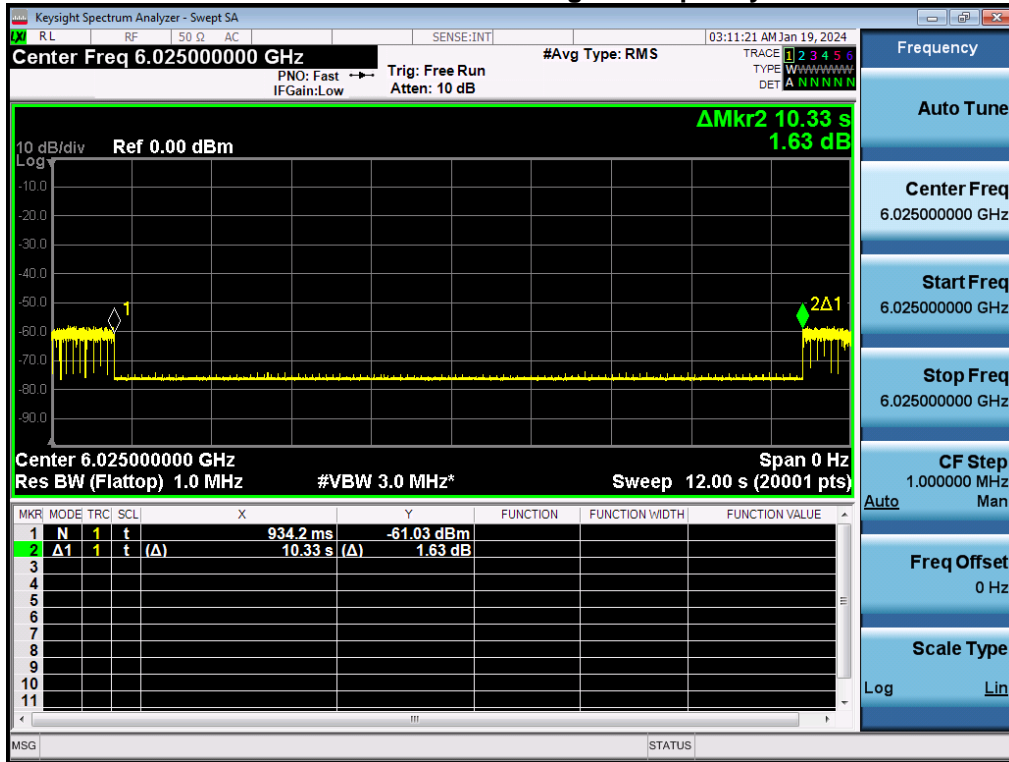 Keysight Spectrum Analyzer - Swept SA
LXI RL RF 50 Ω AC SENSE:INT 03:11:21 AM Jan 19, 2024
Center Freq 6.025000000 GHz
PNO: Fast
IFGain:Low
Trig: Free Run
Atten: 10 dB
#Avg Type: RMS
TRACE 1 2 3 4 5 6
TYPE WWWWWW
DET A N N N N N
ΔMkr2 10.33 s
1.63 dB
10 dB/div Ref 0.00 dBm
Log
-10.0
-20.0
-30.0
-40.0
-50.0
-60.0
-70.0
-80.0
-90.0
1
2Δ1
Center 6.025000000 GHz Span 0 Hz
Res BW (Flattop) 1.0 MHz #VBW 3.0 MHz* Sweep 12.00 s (20001 pts)
MKR MODE TRC SCL X Y FUNCTION FUNCTION WIDTH FUNCTION VALUE
1 N 1 t 934.2 ms -61.03 dBm
2 Δ1 1 t (Δ) 10.33 s (Δ) 1.63 dB
3
4
5
6
7
8
9
10
11
MSG STATUS
Frequency
Auto Tune
Center Freq
6.025000000 GHz
Start Freq
6.025000000 GHz
Stop Freq
6.025000000 GHz
CF Step
1.000000 MHz
Auto Man
Freq Offset
0 Hz
Scale Type
Log Lin